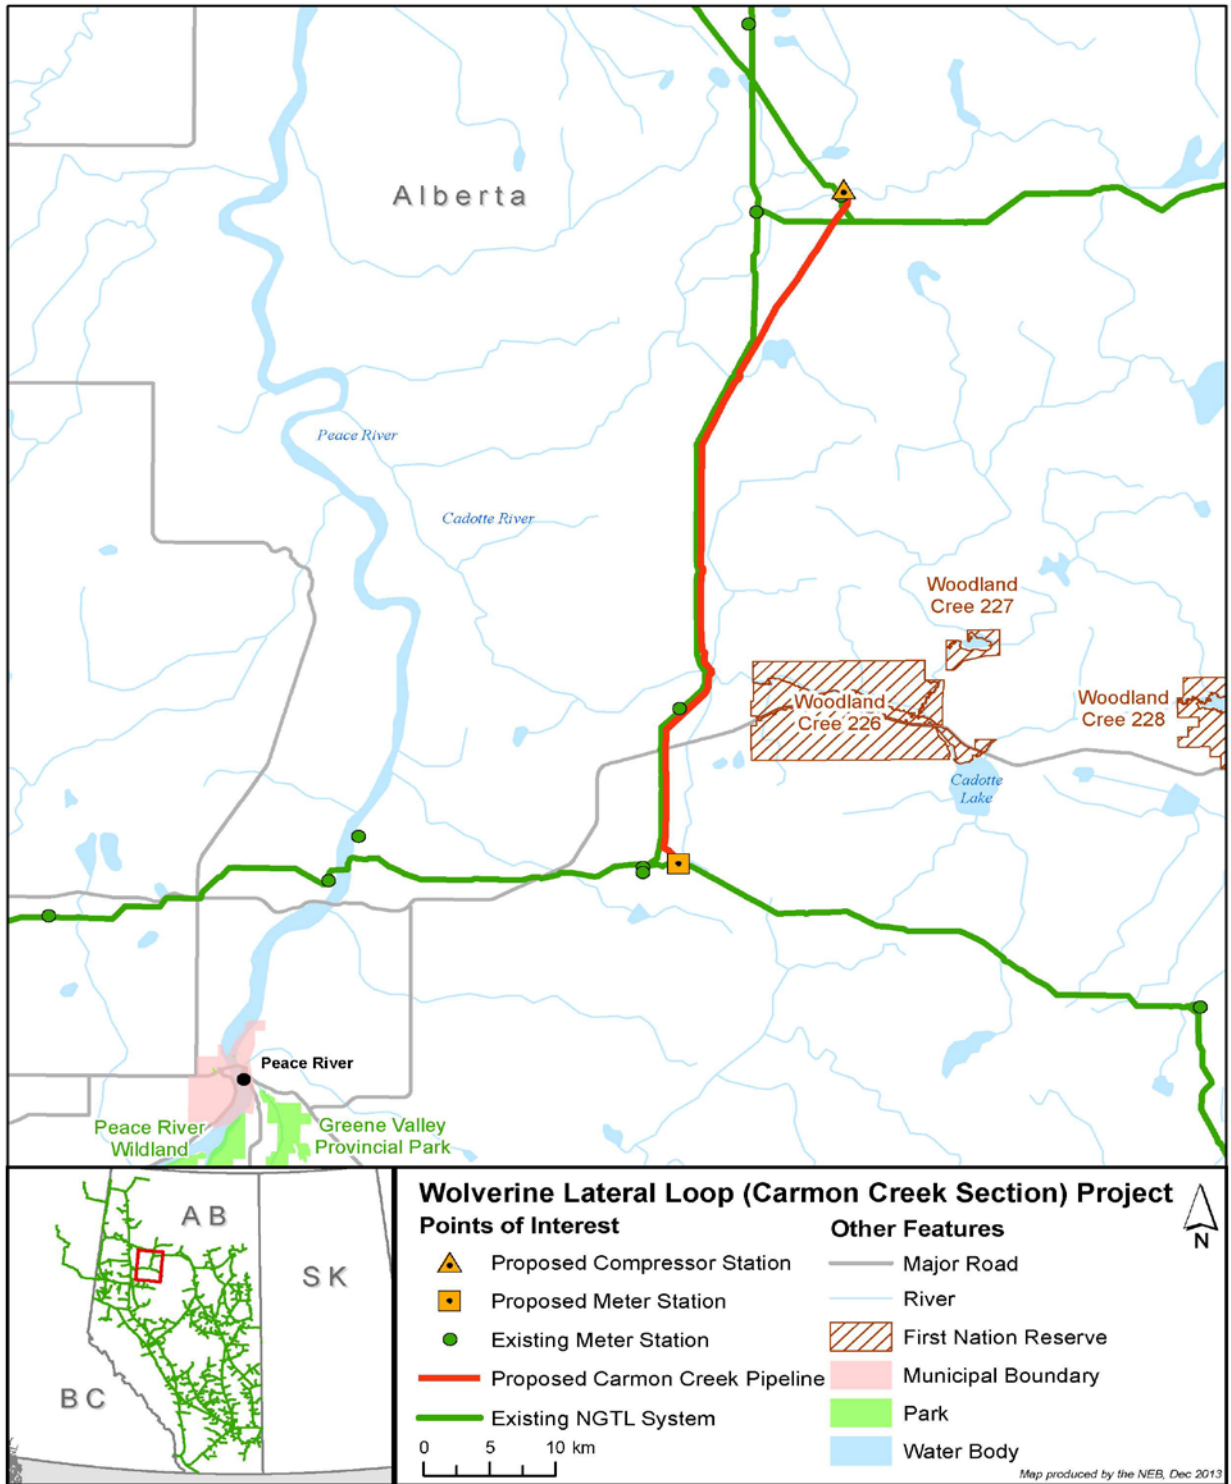 Alberta
Peace River
Cadotte River
Woodland
Cree 227
Woodland
Cree 226
Woodland
Cree 228
Cadotte
Lake
Peace River
Peace River
Wildland
Greene Valley
Provincial Park
AB
SK
BC
Wolverine Lateral Loop (Carmon Creek Section) Project
Points of Interest
Proposed Compressor Station
Proposed Meter Station
Existing Meter Station
Proposed Carmon Creek Pipeline
Existing NGTL System
0 5 10 km
Other Features
Major Road
River
First Nation Reserve
Municipal Boundary
Park
Water Body
N
Map produced by the NEB, Dec 2013